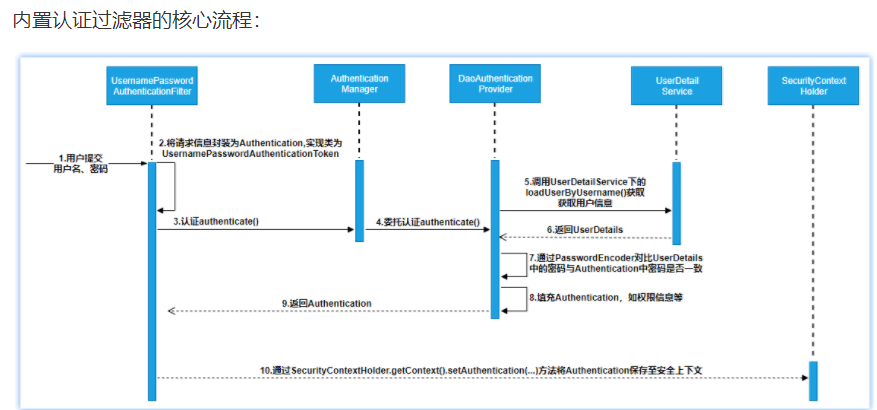 内置认证过滤器的核心流程：
UsernamePassword
AuthenticationFilter
Authentication
Manager
DaoAuthentication
Provider
UserDetail
Service
SecurityContext
Holder
1.用户提交
用户名、密码
2.将请求信息封装为Authentication,实现类为
UsernamePasswordAuthenticationToken
3.认证authenticate()
4.委托认证authenticate()
5.调用UserDetailService下的
loadUserByUsername()获取
获取用户信息
6.返回UserDetails
7.通过PasswordEncoder对比UserDetails
中的密码与Authentication中密码是否一致
8.填充Authentication，如权限信息等
9.返回Authentication
10.通过SecurityContextHolder.getContext().setAuthentication(...)方法将Authentication保存至安全上下文